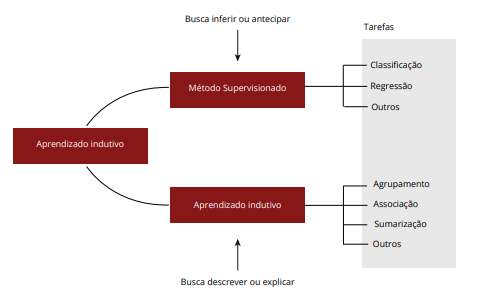 Busca inferir ou antecipar
Tarefas
Classificação
Método Supervisionado
Regressão
Outros
Aprendizado indutivo
Agrupamento
Aprendizado indutivo
Associação
Sumarização
Outros
Busca descrever ou explicar